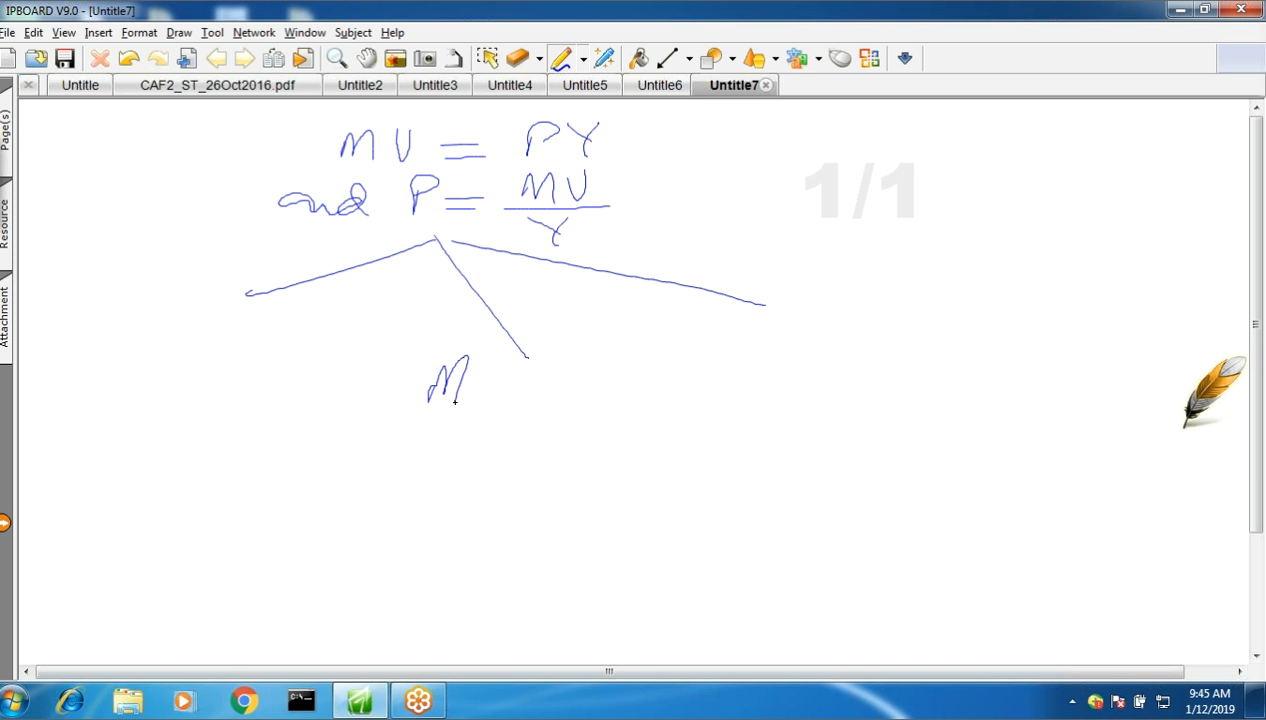 IPBOARD V9.0 - [Untitle7]
File Edit View Insert Format Draw Tool Network Window Subject Help
Untitle CAF2_ST_26Oct2016.pdf Untitle2 Untitle3 Untitle4 Untitle5 Untitle6 Untitle7
Page(s)
Resource
Attachment
MV = PY
and P = MV
Y
1/1
M
9:45 AM
1/12/2019